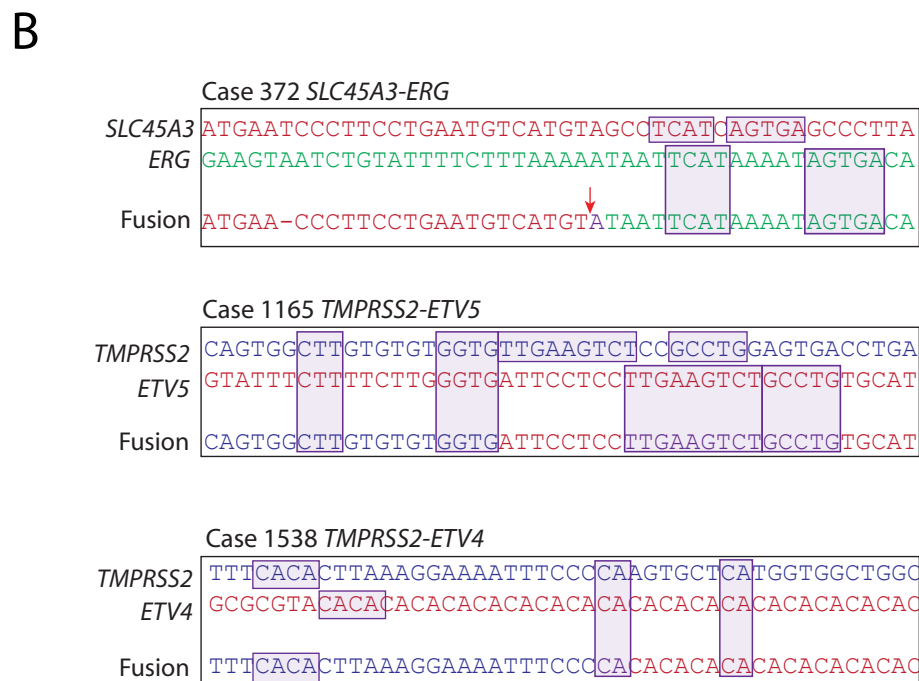 B
Case 372 SLC45A3-ERG
SLC45A3 ATGAATCCCTTCCTGAATGTCATGTAGCCTCATCAGTGAGCCCTTA
ERG GAAGTAATCTGTATTTTCTTTAAAAATAATTCATAAAATAGTGACA
Fusion ATGAA-CCCTTCCTGAATGTCATGTATAATTCATAAAATAGTGACA
Case 1165 TMPRSS2-ETV5
TMPRSS2 CAGTGGCTTGTGTGTGGTGTTGAAGTCTCCGCCTGGAGTGACCTGA
ETV5 GTATTTCTTTTCTTGGGTGATTCCTCCTTGAAGTCTGCCTGTGCAT
Fusion CAGTGGCTTGTGTGTGGTGATTCCTCCTTGAAGTCTGCCTGTGCAT
Case 1538 TMPRSS2-ETV4
TMPRSS2 TTTCACACTTAAAGGAAAATTTCCCCAAGTGCTCATGGTGGCTGGC
ETV4 GCGCGTACACACACACACACACACACACACACACACACACACACAC
Fusion TTTCACACTTAAAGGAAAATTTCCCCACACACACACACACACACAC